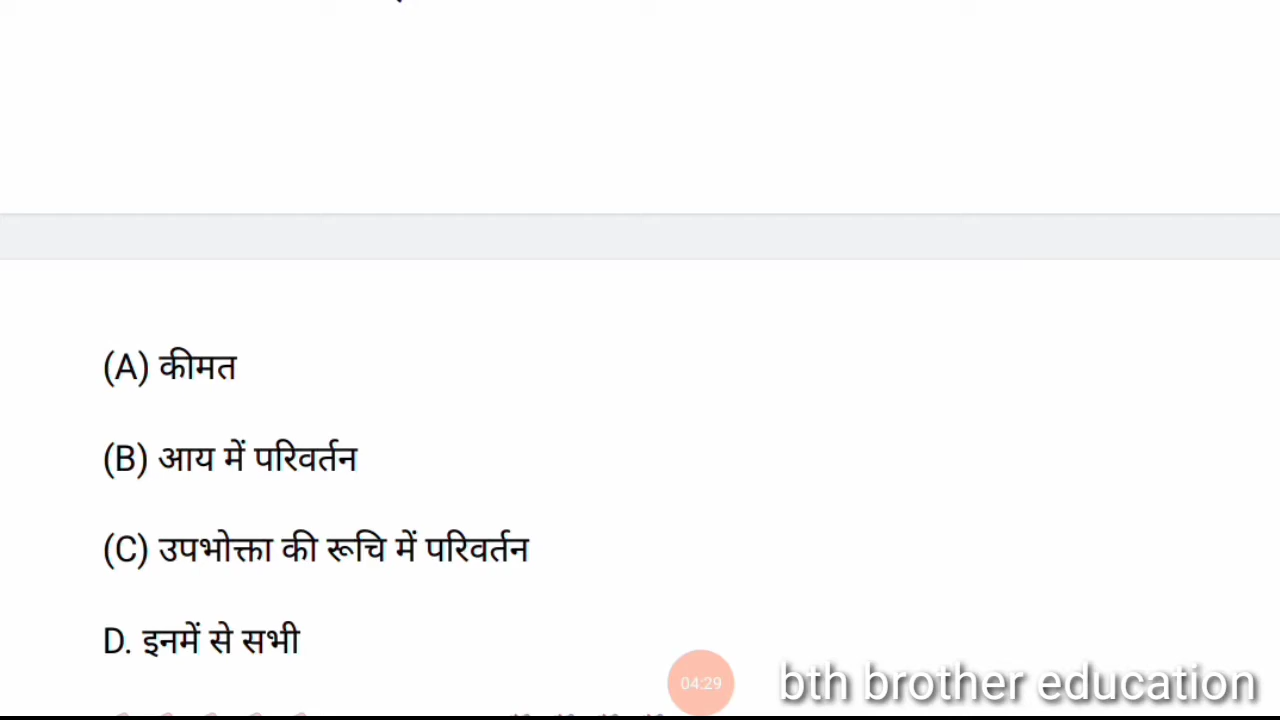 (A) कीमत
(B) आय में परिवर्तन
(C) उपभोक्ता की रूचि में परिवर्तन
D. इनमें से सभी
04:29
bth brother education